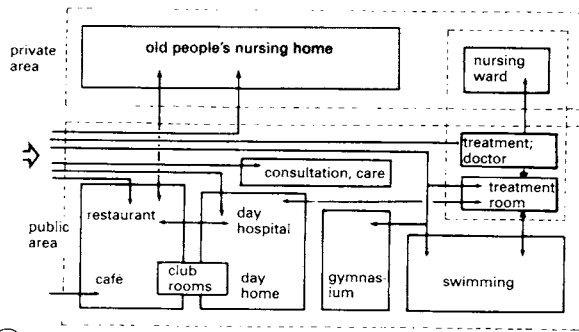 private
area
old people's nursing home
nursing
ward
treatment;
doctor
consultation, care
treatment
room
public
area
restaurant
day
hospital
café
club
rooms
day
home
gymnas-
ium
swimming